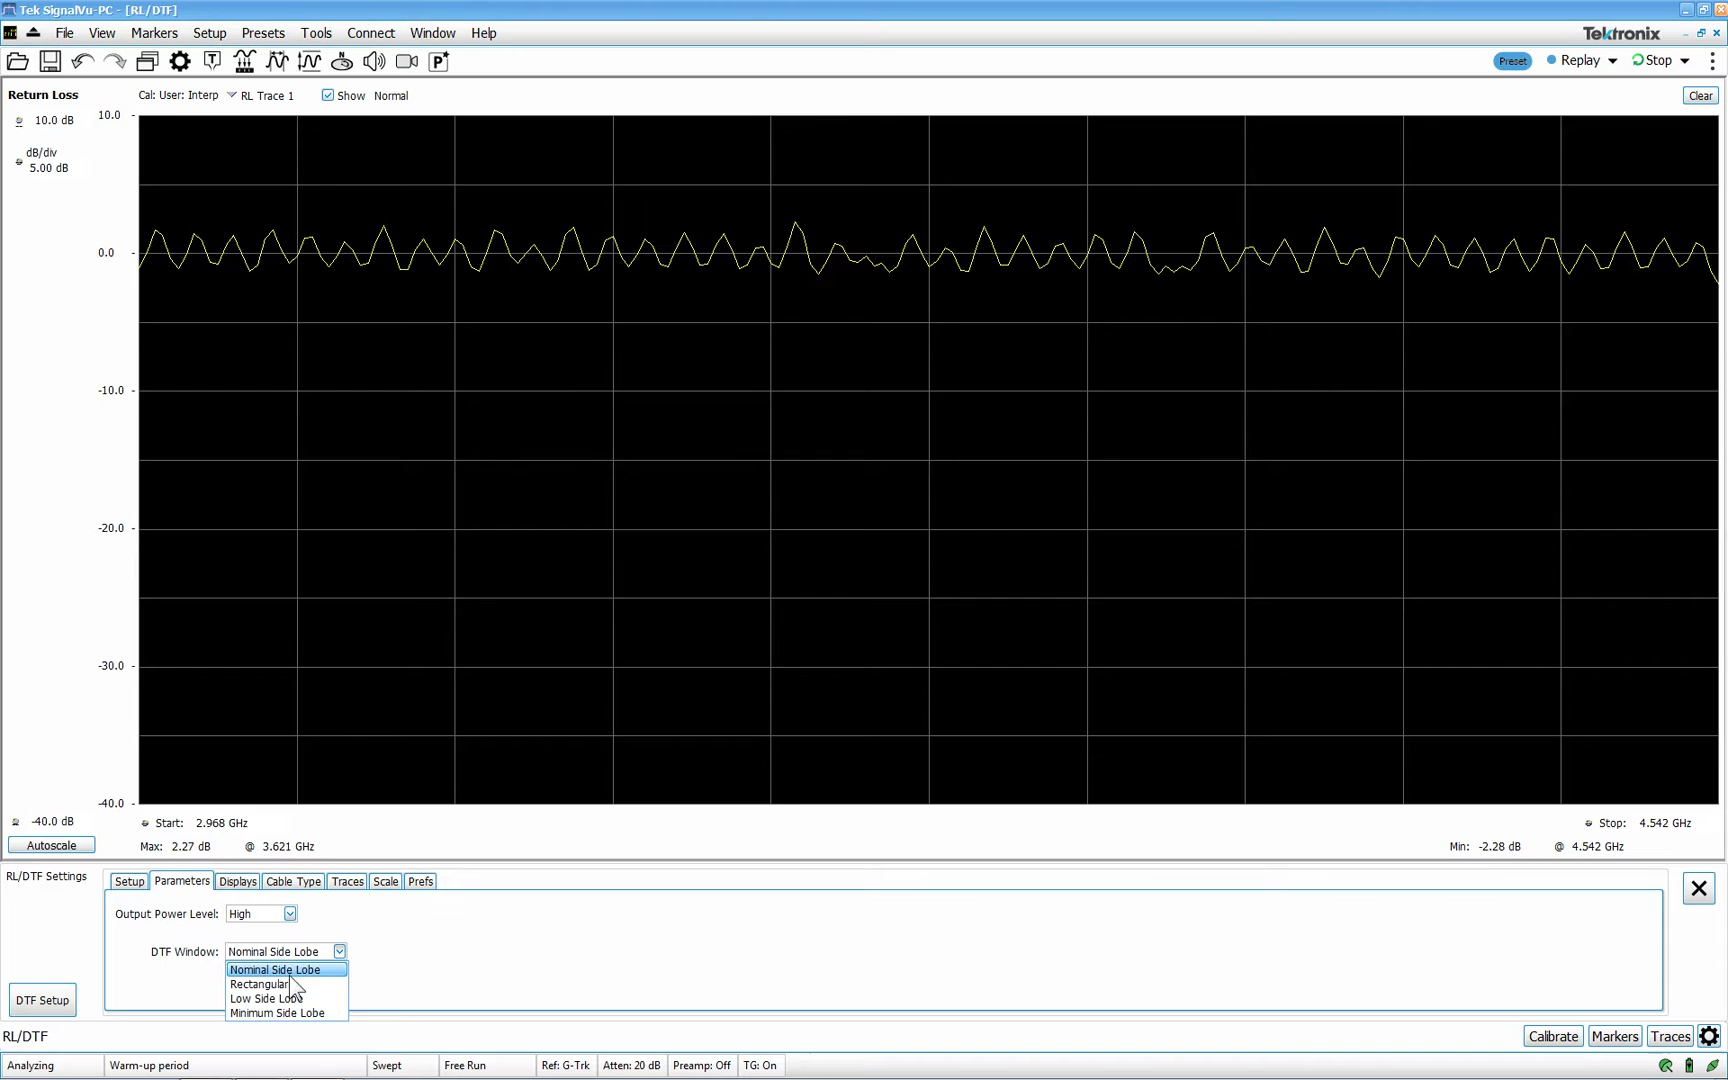 Tek SignalVu-PC - [RL/DTF]
File View Markers Setup Presets Tools Connect Window Help
Tektronix
Preset Replay Stop
Return Loss Cal: User: Interp RL Trace 1 Show Normal Clear
10.0 dB 10.0
dB/div
5.00 dB
0.0
-10.0
-20.0
-30.0
-40.0
-40.0 dB Start: 2.968 GHz Stop: 4.542 GHz
Autoscale Max: 2.27 dB @ 3.621 GHz Min: -2.28 dB @ 4.542 GHz
RL/DTF Settings Setup Parameters Displays Cable Type Traces Scale Prefs
Output Power Level: High
DTF Window: Nominal Side Lobe
Nominal Side Lobe
Rectangular
Low Side Lobe
Minimum Side Lobe
DTF Setup
RL/DTF Calibrate Markers Traces
Analyzing Warm-up period Swept Free Run Ref: G-Trk Atten: 20 dB Preamp: Off TG: On